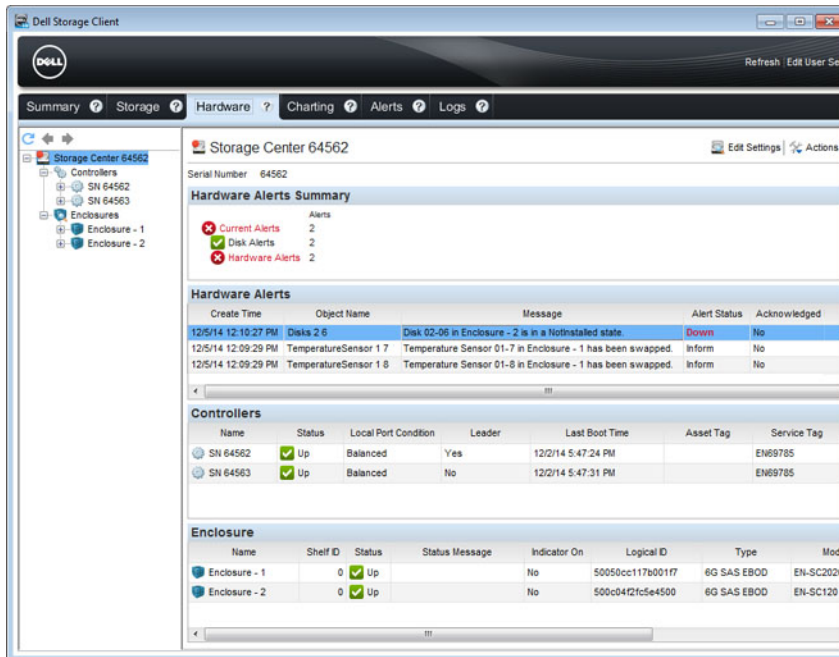 Dell Storage Client
DELL
Refresh Edit User Se
Summary ? Storage ? Hardware ? Charting ? Alerts ? Logs ?
Storage Center 64562
Controllers
SN 64562
SN 64563
Enclosures
Enclosure - 1
Enclosure - 2
Storage Center 64562
Edit Settings Actions
Serial Number 64562
Hardware Alerts Summary
Alerts
Current Alerts 2
Disk Alerts 2
Hardware Alerts 2
Hardware Alerts
Create Time Object Name Message Alert Status Acknowledged
12/5/14 12:10:27 PM Disks 2 6 Disk 02-06 in Enclosure - 2 is in a NotInstalled state. Down No
12/5/14 12:09:29 PM TemperatureSensor 1 7 Temperature Sensor 01-7 in Enclosure - 1 has been swapped. Inform No
12/5/14 12:09:29 PM TemperatureSensor 1 8 Temperature Sensor 01-8 in Enclosure - 1 has been swapped. Inform No
Controllers
Name Status Local Port Condition Leader Last Boot Time Asset Tag Service Tag
SN 64562 Up Balanced Yes 12/2/14 5:47:24 PM EN69785
SN 64563 Up Balanced No 12/2/14 5:47:31 PM EN69785
Enclosure
Name Shelf ID Status Status Message Indicator On Logical ID Type Mod
Enclosure - 1 0 Up No 50050cc117b001f7 6G SAS EBOD EN-SC202
Enclosure - 2 0 Up No 500c04f2fc5e4500 6G SAS EBOD EN-SC120